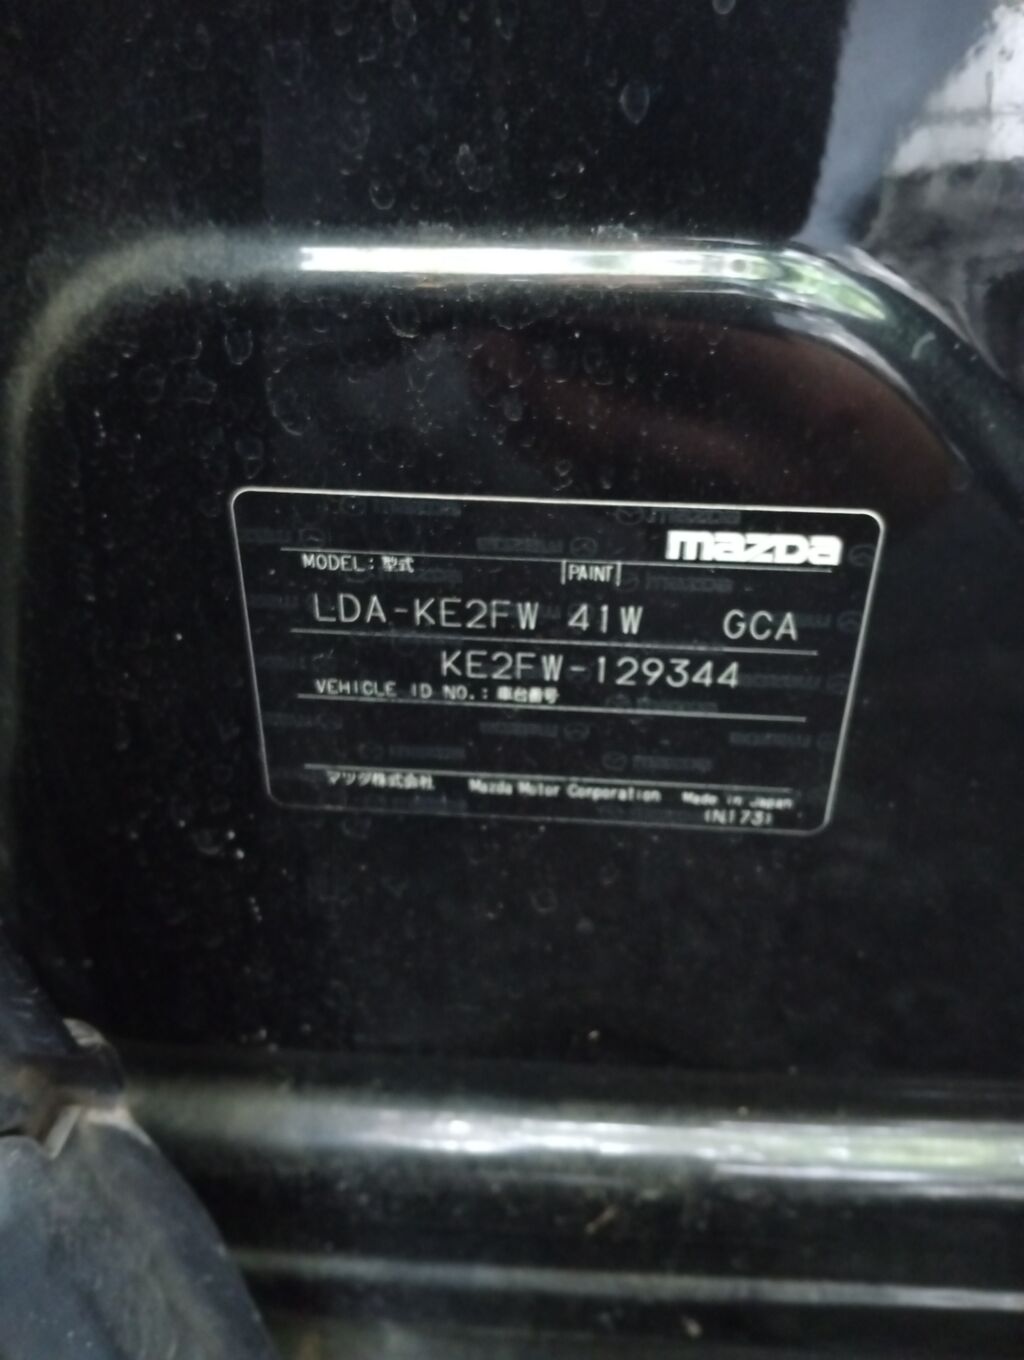 mazda
MODEL : 型式 PAINT
LDA-KE2FW 41W GCA
KE2FW-129344
VEHICLE ID NO. : 車台番号
マツダ株式会社 Mazda Motor Corporation Made in Japan
(N173)